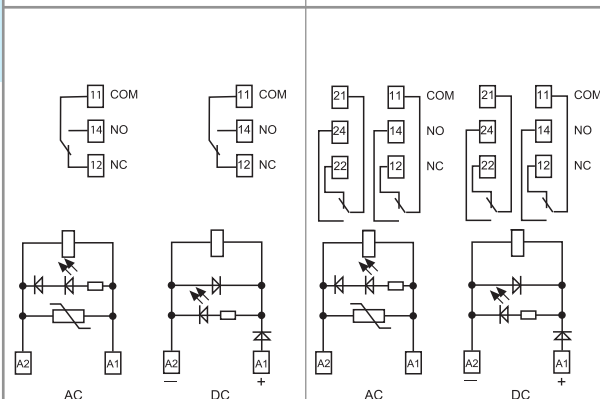 11 COM
14 NO
12 NC
A2 A1
AC
11 COM
14 NO
12 NC
A2 A1
— +
DC
21 11 COM
24 14 NO
22 12 NC
A2 A1
AC
21 11 COM
24 14 NO
22 12 NC
A2 A1
— +
DC